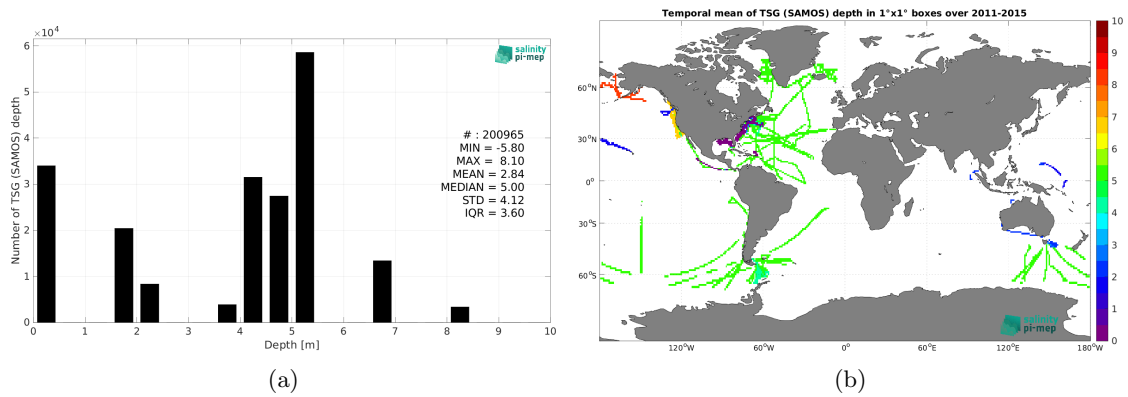 ×10⁴
6
5
4
3
2
1
0
Number of TSG (SAMOS) depth
salinity
pi-mep
# : 200965
MIN = -5.80
MAX = 8.10
MEAN = 2.84
MEDIAN = 5.00
STD = 4.12
IQR = 3.60
0 1 2 3 4 5 6 7 8 9 10
Depth [m]
(a)
Temporal mean of TSG (SAMOS) depth in 1°x1° boxes over 2011-2015
60°N
30°N
0°
30°S
60°S
120°W 60°W 0° 60°E 120°E 180°W
salinity
pi-mep
10
9
8
7
6
5
4
3
2
1
0
(b)